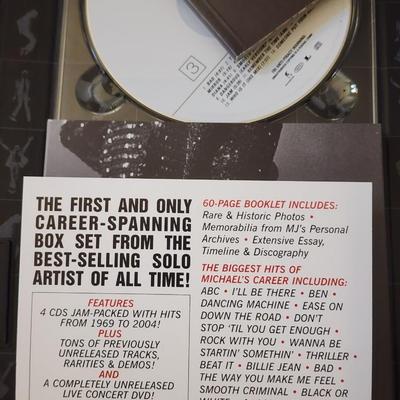 3
THE FIRST AND ONLY
CAREER-SPANNING
BOX SET FROM THE
BEST-SELLING SOLO
ARTIST OF ALL TIME!
FEATURES
4 CDS JAM-PACKED WITH HITS
FROM 1969 TO 2004!
PLUS
TONS OF PREVIOUSLY
UNRELEASED TRACKS,
RARITIES & DEMOS!
AND
A COMPLETELY UNRELEASED
LIVE CONCERT DVD!
60-PAGE BOOKLET INCLUDES:
Rare & Historic Photos •
Memorabilia from MJ's Personal
Archives • Extensive Essay,
Timeline & Discography
THE BIGGEST HITS OF
MICHAEL'S CAREER INCLUDING:
ABC • I'LL BE THERE • BEN •
DANCING MACHINE • EASE ON
DOWN THE ROAD • DON'T
STOP 'TIL YOU GET ENOUGH •
ROCK WITH YOU • WANNA BE
STARTIN' SOMETHIN' • THRILLER •
BEAT IT • BILLIE JEAN • BAD •
THE WAY YOU MAKE ME FEEL •
SMOOTH CRIMINAL • BLACK OR